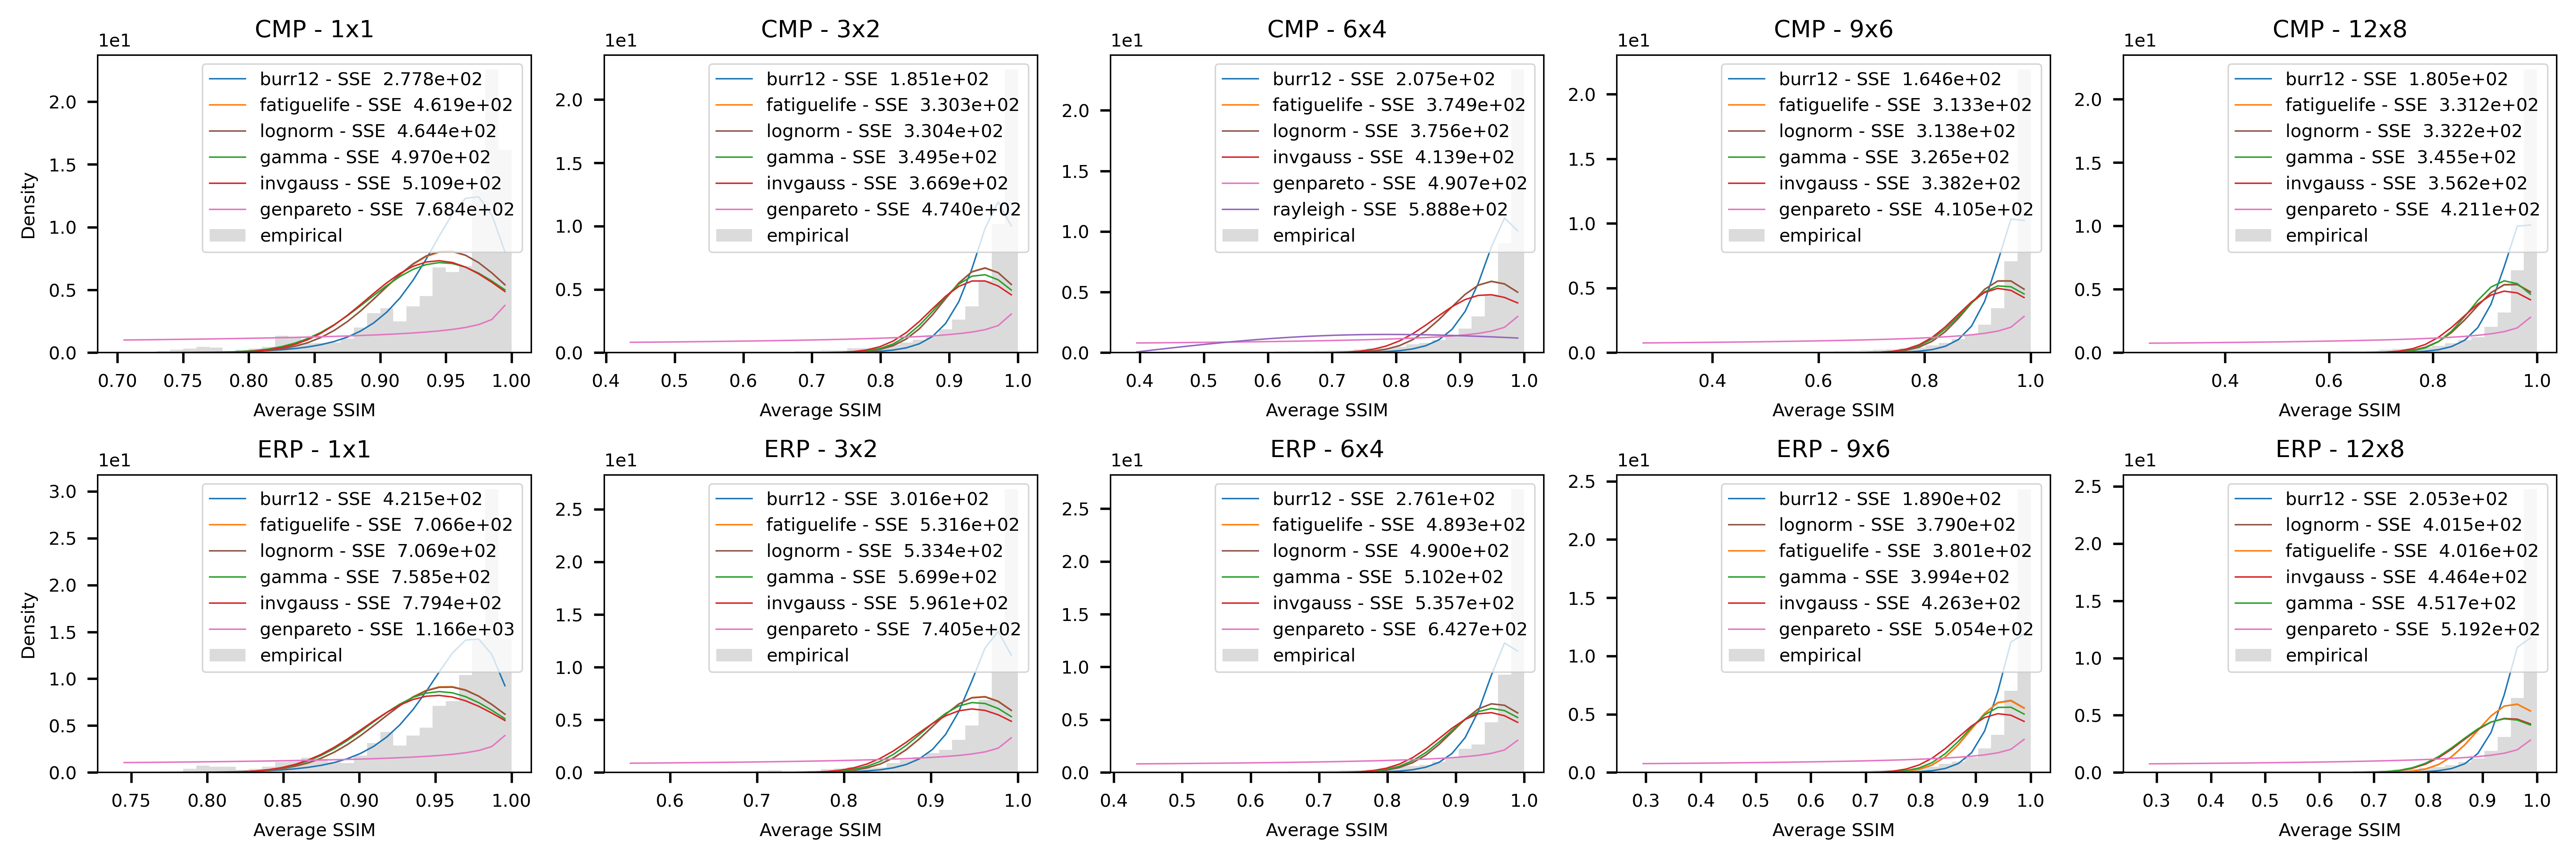 CMP - 1x1
1e1
Density
2.0
1.5
1.0
0.5
0.0
burr12 - SSE 2.778e+02
fatiguelife - SSE 4.619e+02
lognorm - SSE 4.644e+02
gamma - SSE 4.970e+02
invgauss - SSE 5.109e+02
genpareto - SSE 7.684e+02
empirical
0.70 0.75 0.80 0.85 0.90 0.95 1.00
Average SSIM
CMP - 3x2
1e1
2.0
1.5
1.0
0.5
0.0
burr12 - SSE 1.851e+02
fatiguelife - SSE 3.303e+02
lognorm - SSE 3.304e+02
gamma - SSE 3.495e+02
invgauss - SSE 3.669e+02
genpareto - SSE 4.740e+02
empirical
0.4 0.5 0.6 0.7 0.8 0.9 1.0
Average SSIM
CMP - 6x4
1e1
2.0
1.5
1.0
0.5
0.0
burr12 - SSE 2.075e+02
fatiguelife - SSE 3.749e+02
lognorm - SSE 3.756e+02
invgauss - SSE 4.139e+02
genpareto - SSE 4.907e+02
rayleigh - SSE 5.888e+02
empirical
0.4 0.5 0.6 0.7 0.8 0.9 1.0
Average SSIM
CMP - 9x6
1e1
2.0
1.5
1.0
0.5
0.0
burr12 - SSE 1.646e+02
fatiguelife - SSE 3.133e+02
lognorm - SSE 3.138e+02
gamma - SSE 3.265e+02
invgauss - SSE 3.382e+02
genpareto - SSE 4.105e+02
empirical
0.4 0.6 0.8 1.0
Average SSIM
CMP - 12x8
1e1
2.0
1.5
1.0
0.5
0.0
burr12 - SSE 1.805e+02
fatiguelife - SSE 3.312e+02
lognorm - SSE 3.322e+02
gamma - SSE 3.455e+02
invgauss - SSE 3.562e+02
genpareto - SSE 4.211e+02
empirical
0.4 0.6 0.8 1.0
Average SSIM
ERP - 1x1
1e1
Density
3.0
2.5
2.0
1.5
1.0
0.5
0.0
burr12 - SSE 4.215e+02
fatiguelife - SSE 7.066e+02
lognorm - SSE 7.069e+02
gamma - SSE 7.585e+02
invgauss - SSE 7.794e+02
genpareto - SSE 1.166e+03
empirical
0.75 0.80 0.85 0.90 0.95 1.00
Average SSIM
ERP - 3x2
1e1
2.5
2.0
1.5
1.0
0.5
0.0
burr12 - SSE 3.016e+02
fatiguelife - SSE 5.316e+02
lognorm - SSE 5.334e+02
gamma - SSE 5.699e+02
invgauss - SSE 5.961e+02
genpareto - SSE 7.405e+02
empirical
0.6 0.7 0.8 0.9 1.0
Average SSIM
ERP - 6x4
1e1
2.5
2.0
1.5
1.0
0.5
0.0
burr12 - SSE 2.761e+02
fatiguelife - SSE 4.893e+02
lognorm - SSE 4.900e+02
gamma - SSE 5.102e+02
invgauss - SSE 5.357e+02
genpareto - SSE 6.427e+02
empirical
0.4 0.5 0.6 0.7 0.8 0.9 1.0
Average SSIM
ERP - 9x6
1e1
2.5
2.0
1.5
1.0
0.5
0.0
burr12 - SSE 1.890e+02
lognorm - SSE 3.790e+02
fatiguelife - SSE 3.801e+02
gamma - SSE 3.994e+02
invgauss - SSE 4.263e+02
genpareto - SSE 5.054e+02
empirical
0.3 0.4 0.5 0.6 0.7 0.8 0.9 1.0
Average SSIM
ERP - 12x8
1e1
2.5
2.0
1.5
1.0
0.5
0.0
burr12 - SSE 2.053e+02
lognorm - SSE 4.015e+02
fatiguelife - SSE 4.016e+02
invgauss - SSE 4.464e+02
gamma - SSE 4.517e+02
genpareto - SSE 5.192e+02
empirical
0.3 0.4 0.5 0.6 0.7 0.8 0.9 1.0
Average SSIM